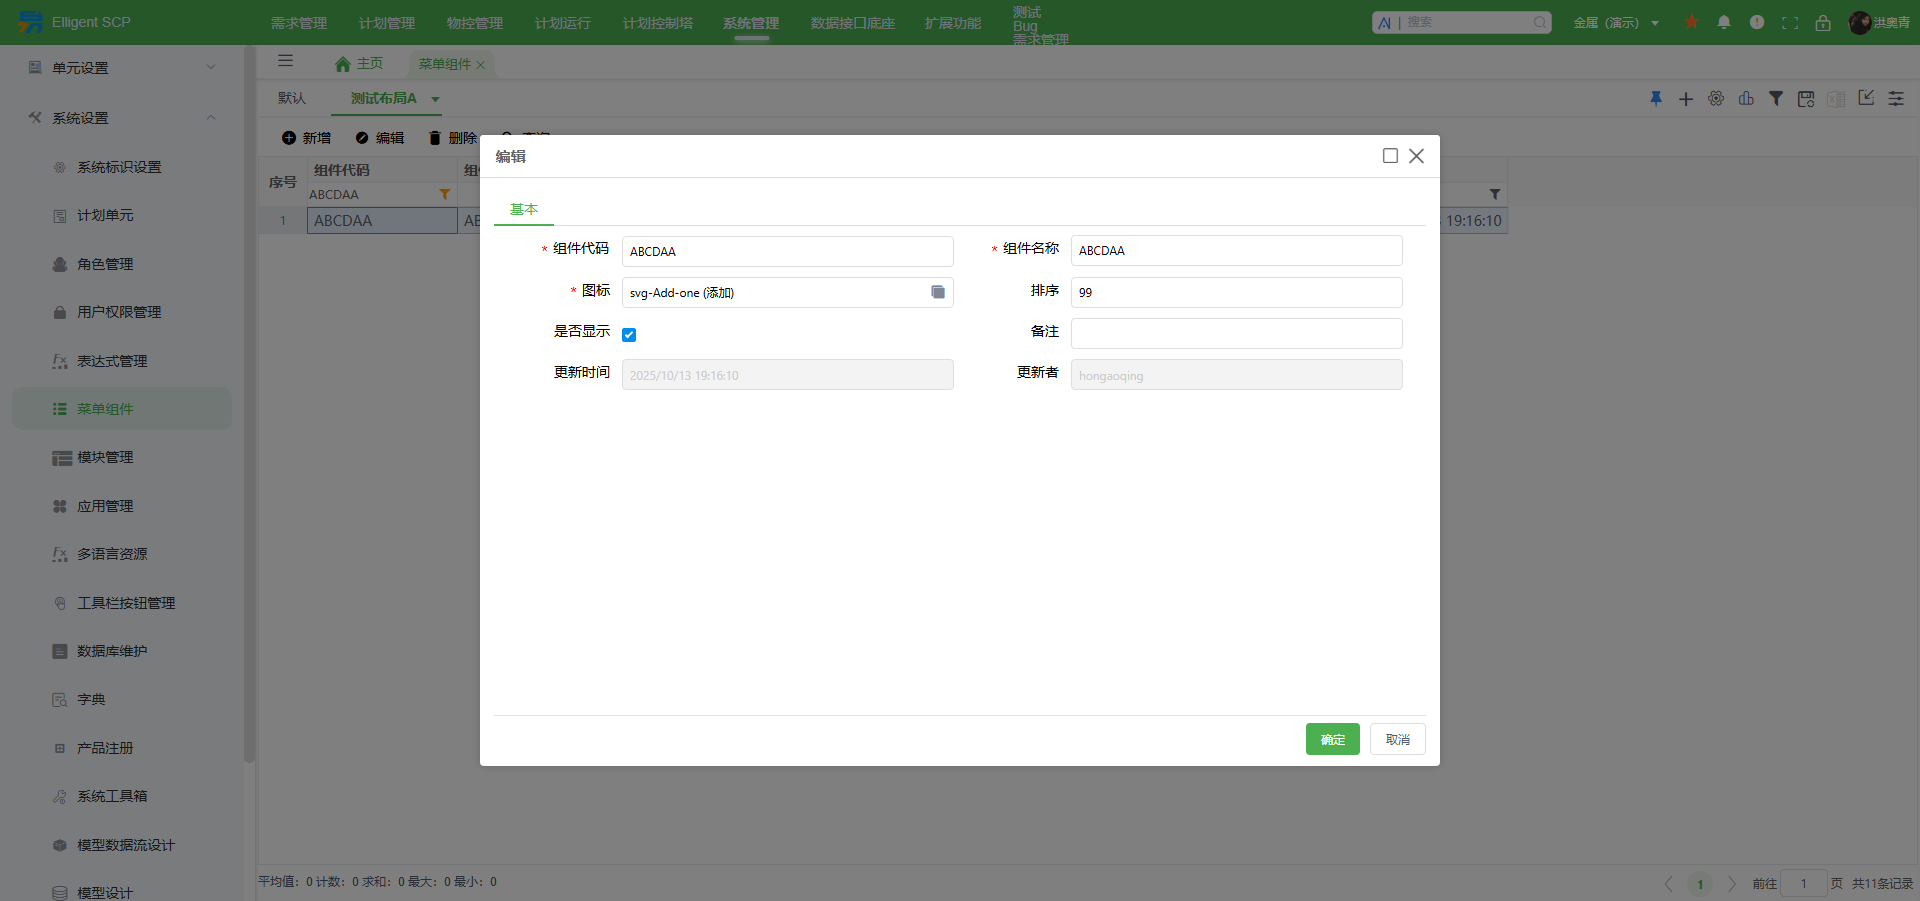 Elligent SCP
需求管理
计划管理
物控管理
计划运行
计划控制塔
系统管理
数据接口底座
扩展功能
测试
Bug
需求管理
AI | 搜索
金属（演示）
洪奥青
单元设置
系统设置
系统标识设置
计划单元
角色管理
用户权限管理
表达式管理
菜单组件
模块管理
应用管理
多语言资源
工具栏按钮管理
数据库维护
字典
产品注册
系统工具箱
模型数据流设计
模型设计
主页
菜单组件
默认
测试布局A
新增
编辑
删除
序号
组件代码
ABCDAA
1
ABCDAA
19:16:10
编辑
基本
* 组件代码
ABCDAA
* 组件名称
ABCDAA
* 图标
svg-Add-one (添加)
排序
99
是否显示
备注
更新时间
2025/10/13 19:16:10
更新者
hongaoqing
确定
取消
平均值：0 计数：0 求和：0 最大：0 最小：0
1
前往
1
页
共11条记录